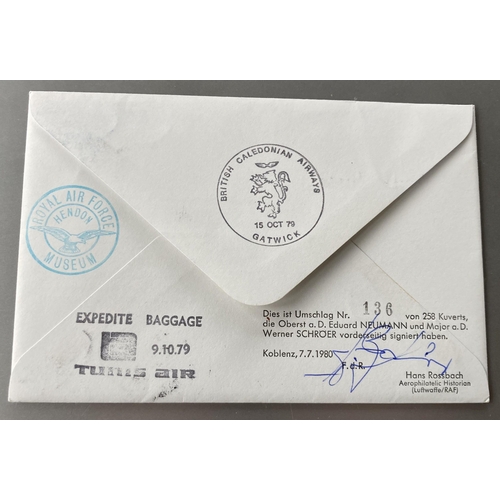 BRITISH CALEDONIAN AIRWAYS
15 OCT 79
GATWICK
ROYAL AIR FORCE
HENDON
MUSEUM
EXPEDITE BAGGAGE
9.10.79
TUNIS AIR
Dies ist Umschlag Nr. 136 von 258 Kuverts,
die Oberst a. D. Eduard NEUMANN und Major a.D.
Werner SCHRÖER vorderseitig signiert haben.
Koblenz, 7.7.1980
F. d. R.
Hans Rossbach
Aerophilatelic Historian
(Luftwaffe/RAF)